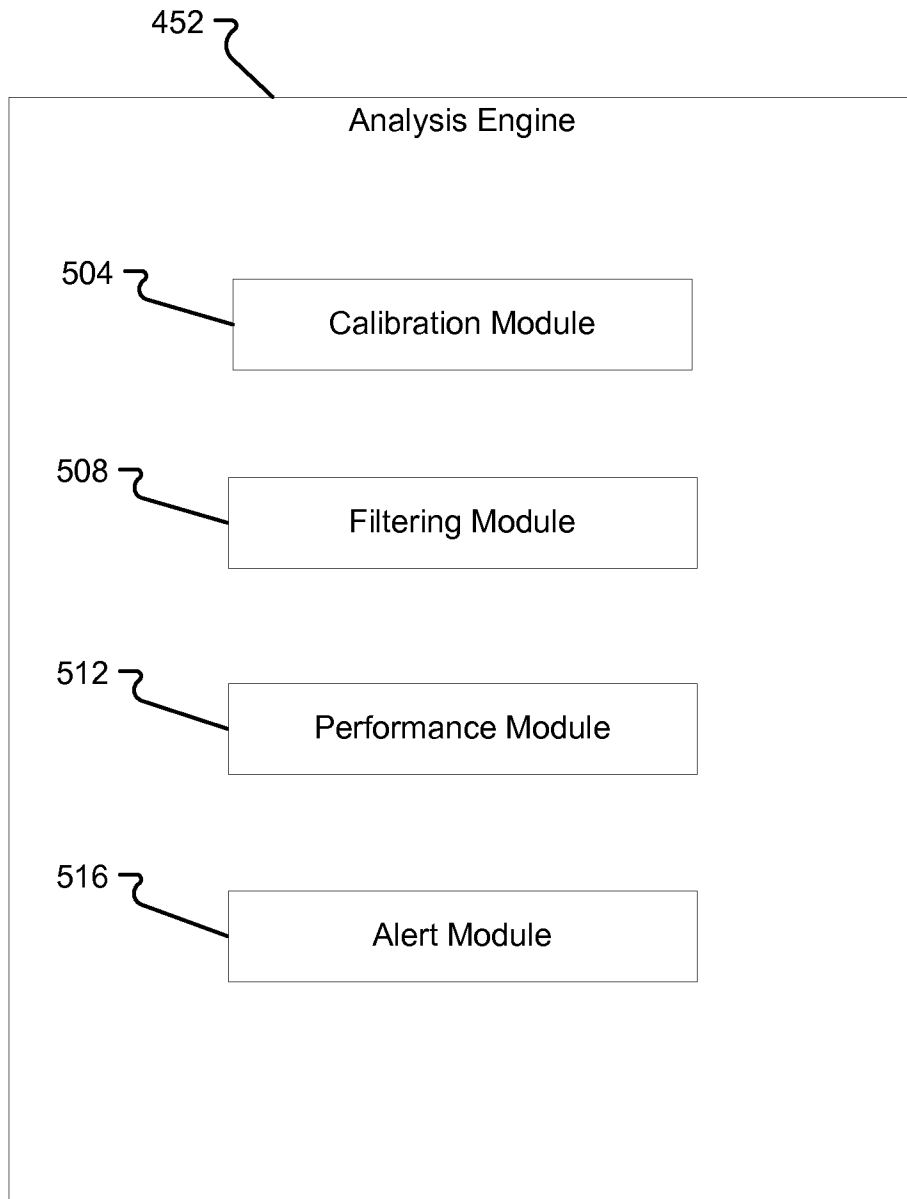 452
Analysis Engine
504
Calibration Module
508
Filtering Module
512
Performance Module
516
Alert Module